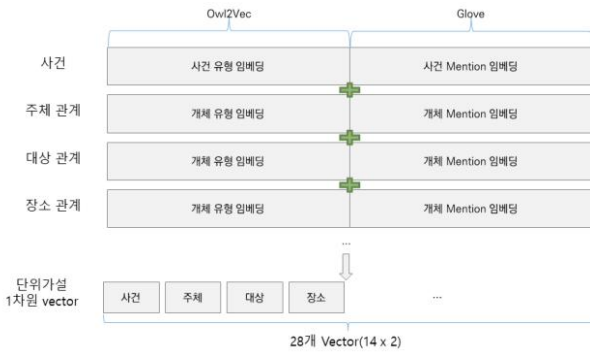 Owl2Vec Glove
사건 사건 유형 임베딩 사건 Mention 임베딩
주체 관계 개체 유형 임베딩 개체 Mention 임베딩
대상 관계 개체 유형 임베딩 개체 Mention 임베딩
장소 관계 개체 유형 임베딩 개체 Mention 임베딩
...
단위가설
1차원 vector 사건 주체 대상 장소 ...
28개 Vector(14 x 2)